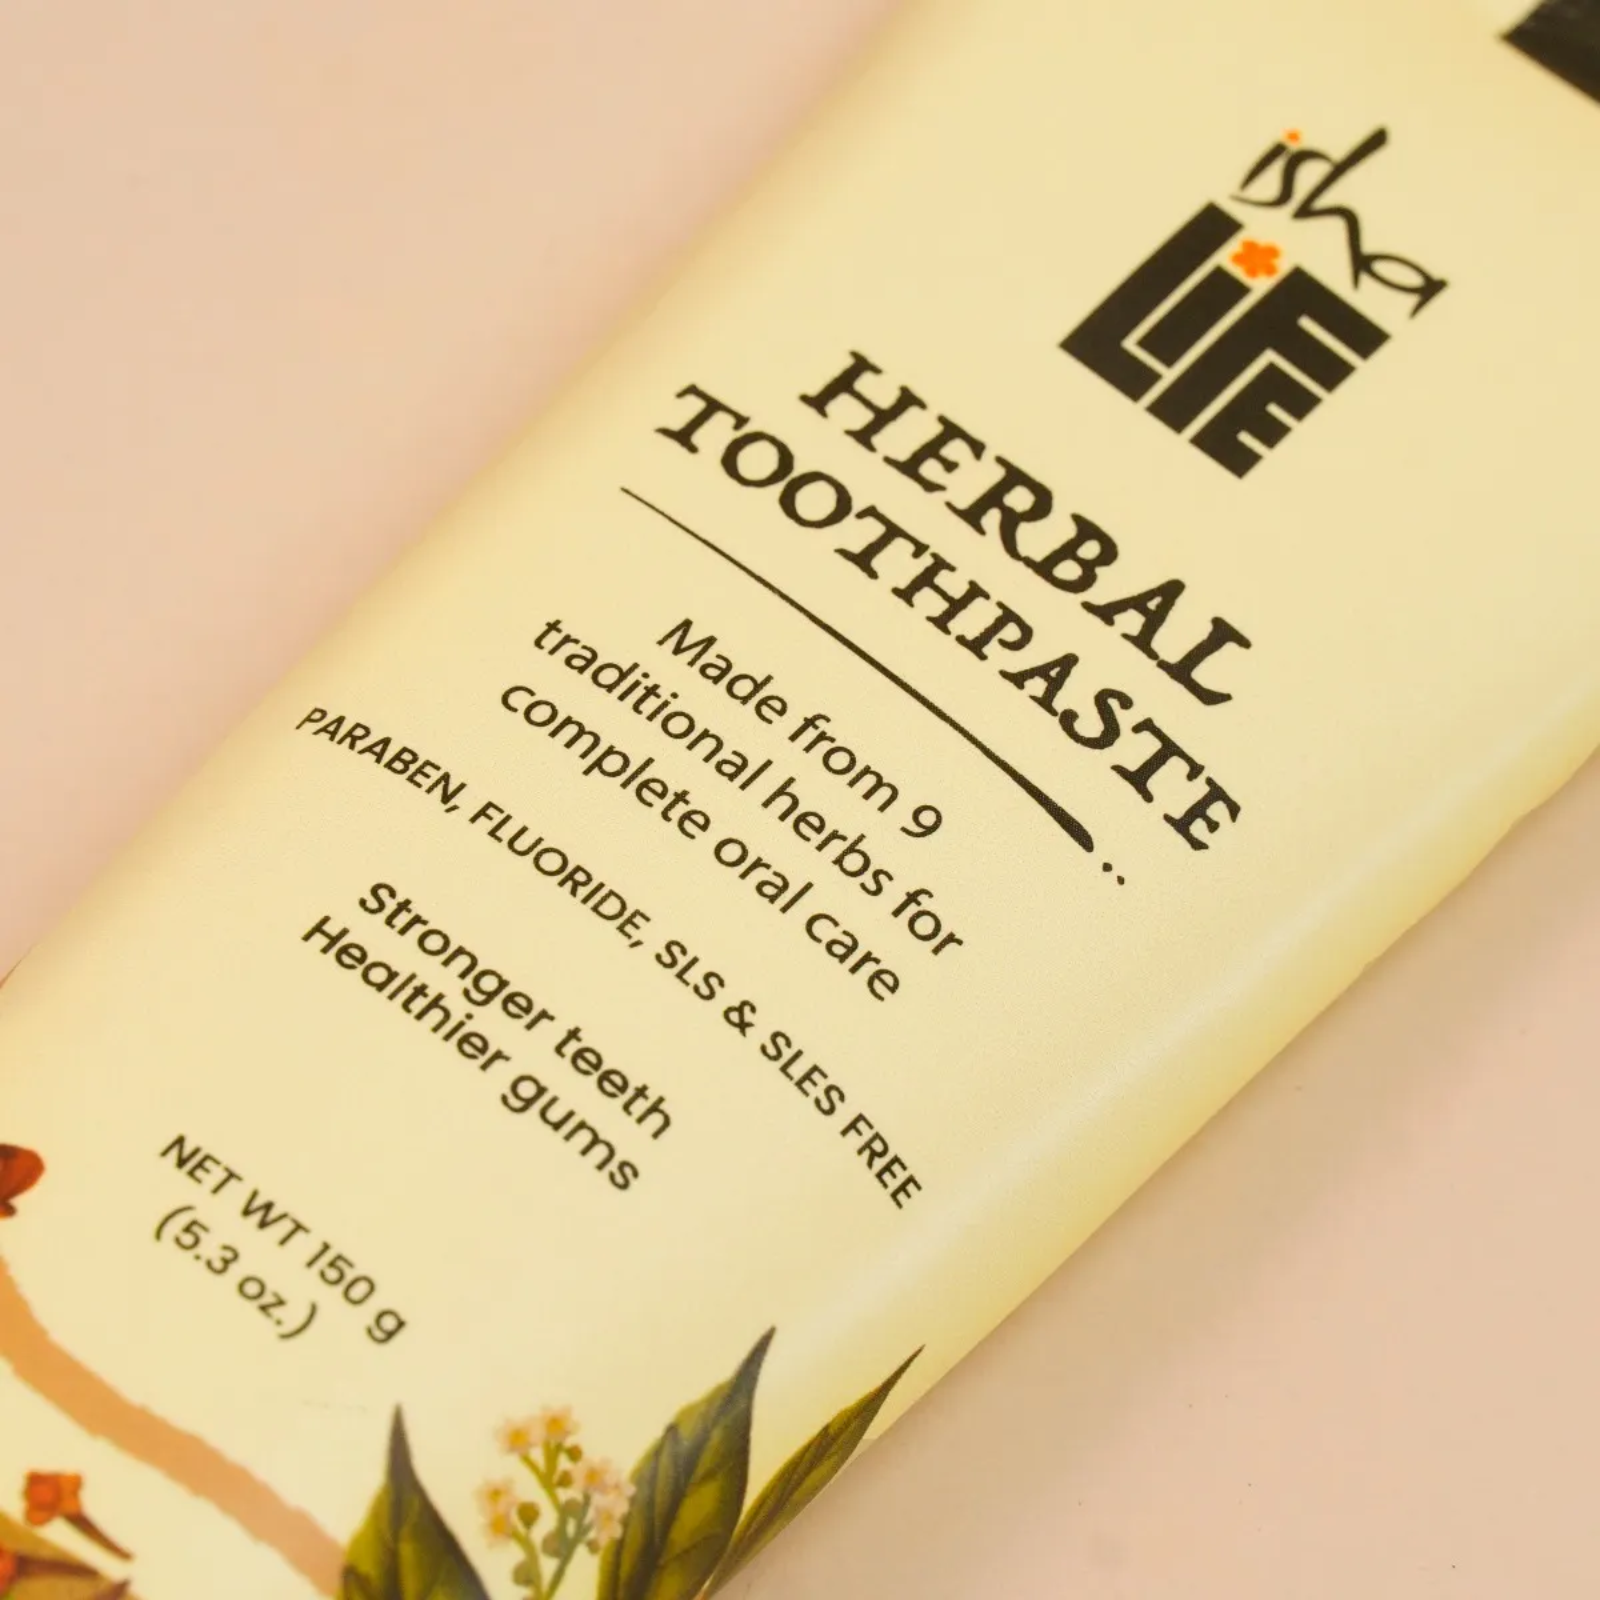 isha
LiFE
HERBAL
TOOTHPASTE
Made from 9
traditional herbs for
complete oral care
PARABEN, FLUORIDE, SLS & SLES FREE
Stronger teeth
Healthier gums
NET WT 150 g
(5.3 oz.)